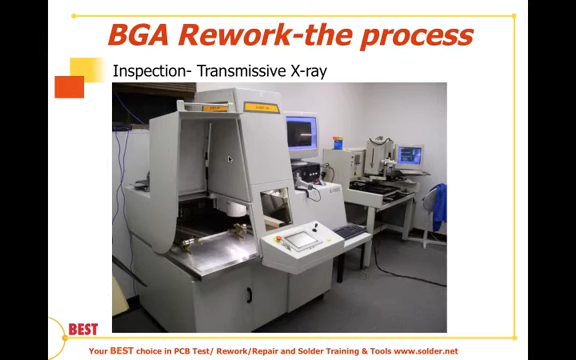 BGA Rework-the process
Inspection- Transmissive X-ray
BEST
Your BEST choice in PCB Test/ Rework/Repair and Solder Training & Tools www.solder.net